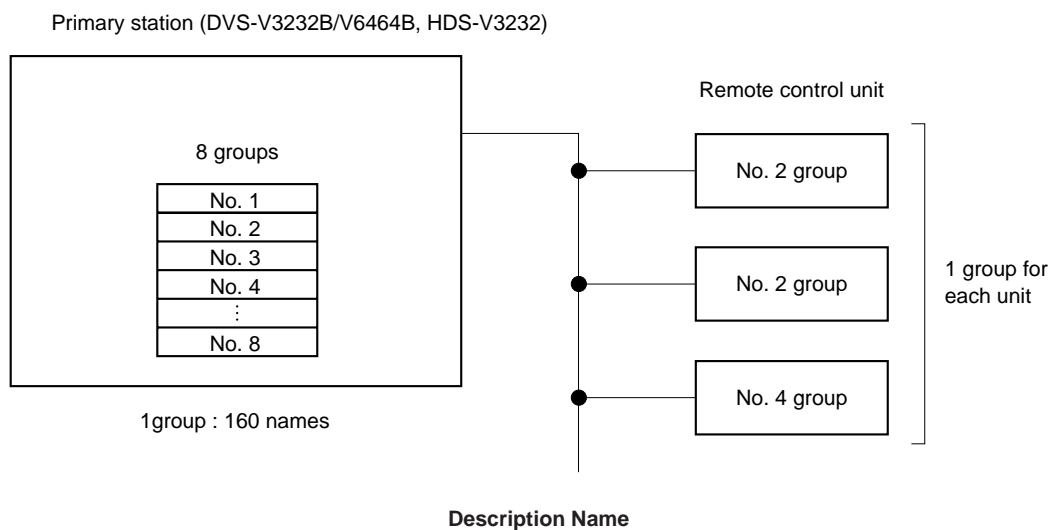 Primary station (DVS-V3232B/V6464B, HDS-V3232)
8 groups
No. 1
No. 2
No. 3
No. 4
⋮
No. 8
1group : 160 names
Remote control unit
No. 2 group
No. 2 group
No. 4 group
1 group for
each unit
Description Name